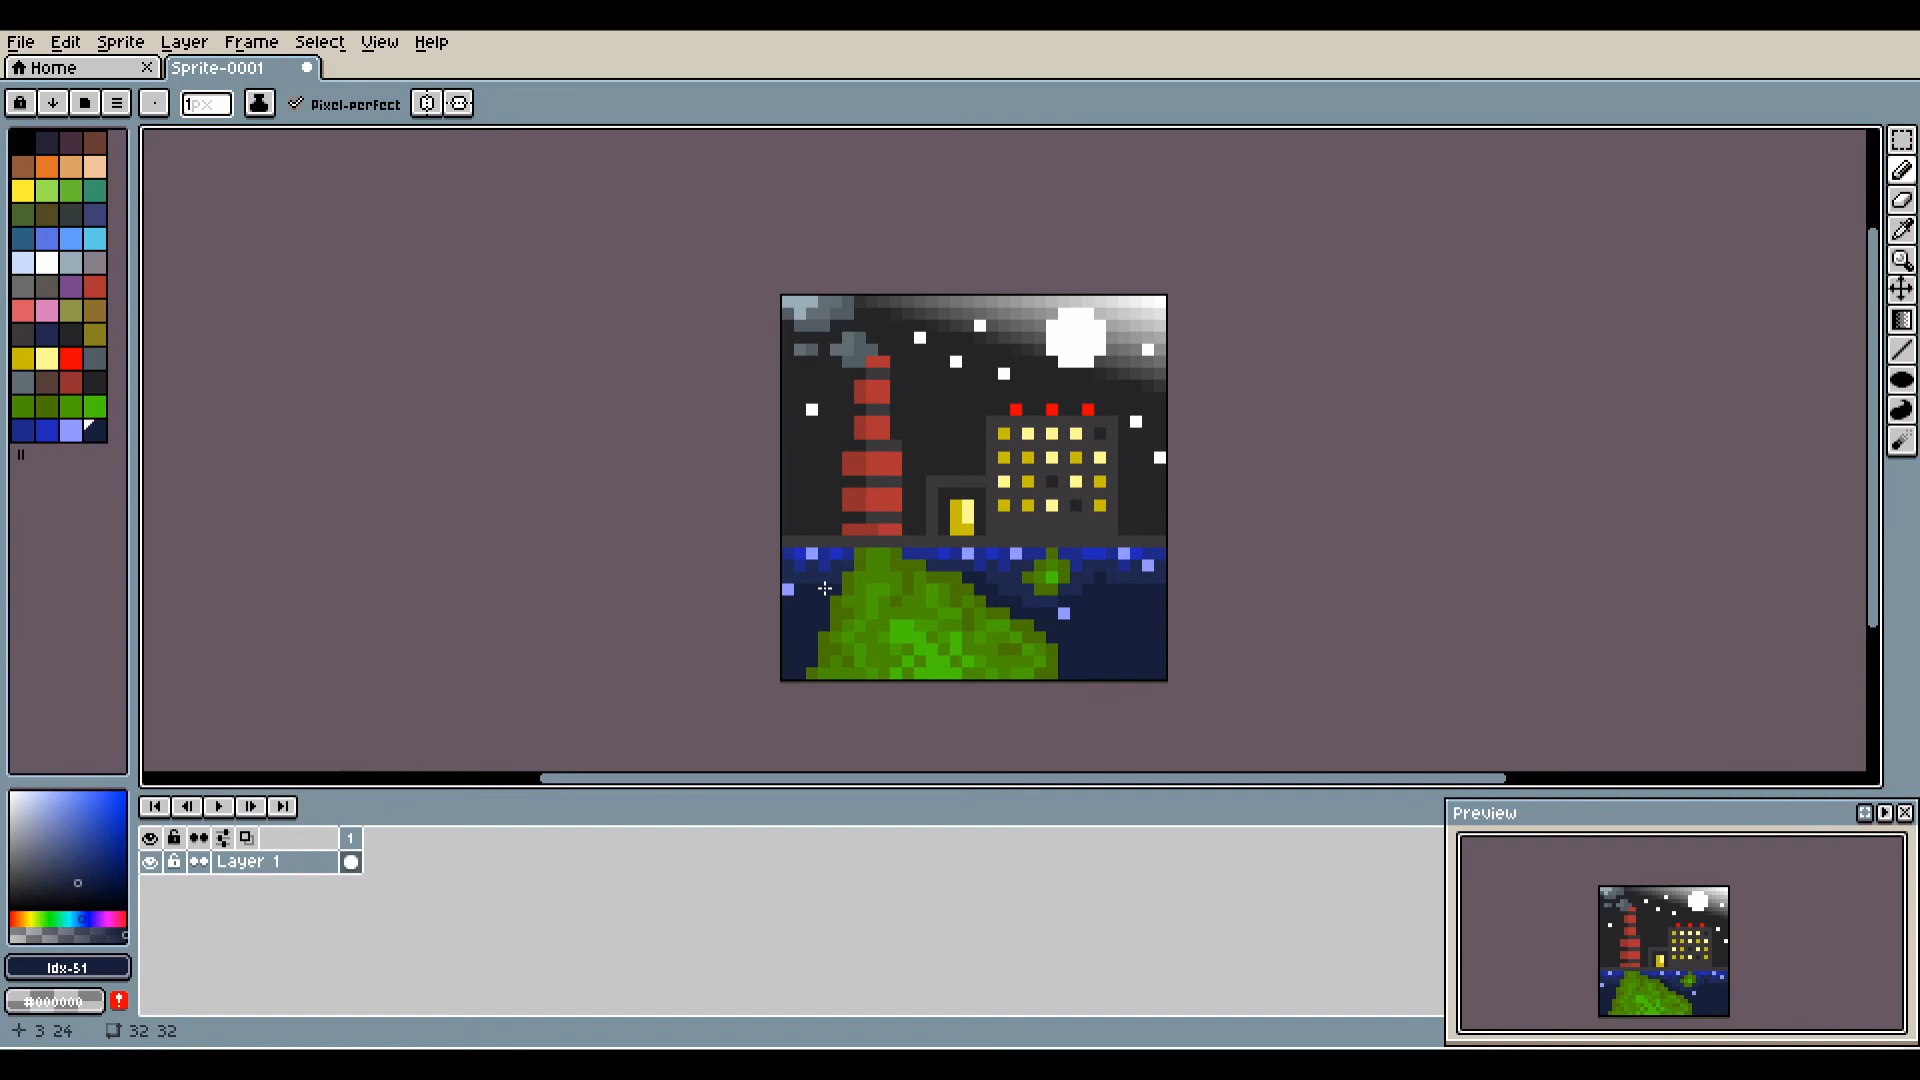 File Edit Sprite Layer Frame Select View Help
Home Sprite-0001
1px Pixel-perfect
1
Layer 1
Preview
Idx-51
#000000
3 24 32 32